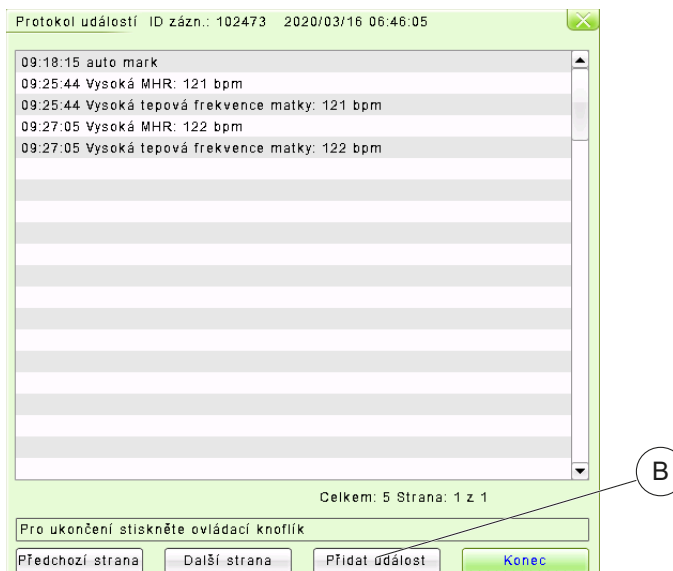 Protokol událostí ID zázn.: 102473 2020/03/16 06:46:05
09:18:15 auto mark
09:25:44 Vysoká MHR: 121 bpm
09:25:44 Vysoká tepová frekvence matky: 121 bpm
09:27:05 Vysoká MHR: 122 bpm
09:27:05 Vysoká tepová frekvence matky: 122 bpm
B
Celkem: 5 Strana: 1 z 1
Pro ukončení stiskněte ovládací knoflík
Předchozí strana Další strana Přidat událost Konec